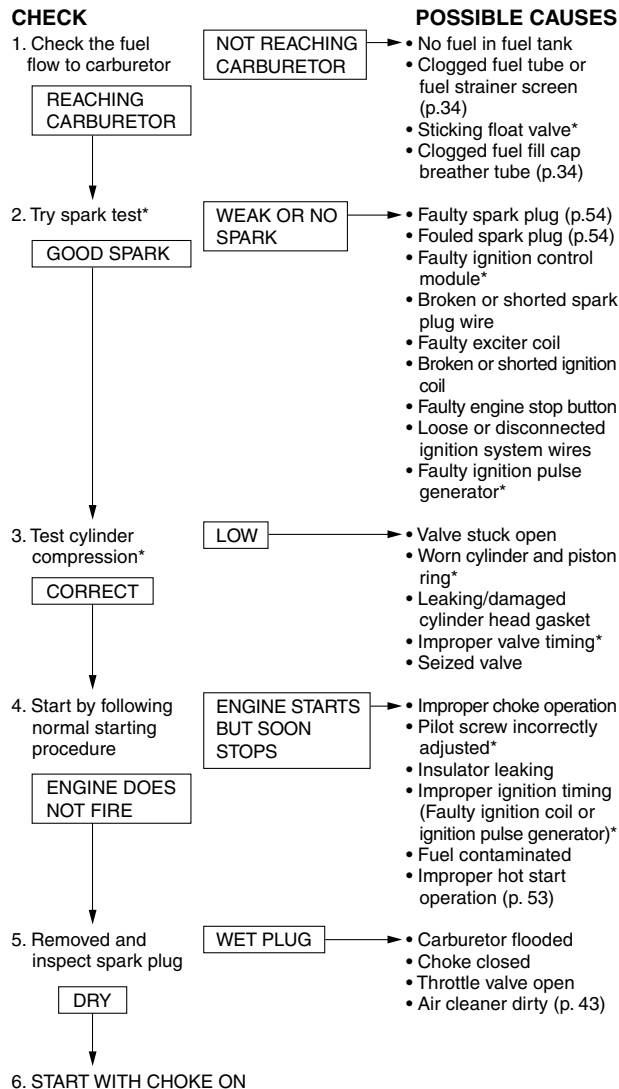 CHECK
POSSIBLE CAUSES
1. Check the fuel
flow to carburetor
REACHING
CARBURETOR
NOT REACHING
CARBURETOR
• No fuel in fuel tank
• Clogged fuel tube or
fuel strainer screen
(p.34)
• Sticking float valve*
• Clogged fuel fill cap
breather tube (p.34)
2. Try spark test*
GOOD SPARK
WEAK OR NO
SPARK
• Faulty spark plug (p.54)
• Fouled spark plug (p.54)
• Faulty ignition control
module*
• Broken or shorted spark
plug wire
• Faulty exciter coil
• Broken or shorted ignition
coil
• Faulty engine stop button
• Loose or disconnected
ignition system wires
• Faulty ignition pulse
generator*
3. Test cylinder
compression*
CORRECT
LOW
• Valve stuck open
• Worn cylinder and piston
ring*
• Leaking/damaged
cylinder head gasket
• Improper valve timing*
• Seized valve
4. Start by following
normal starting
procedure
ENGINE DOES
NOT FIRE
ENGINE STARTS
BUT SOON
STOPS
• Improper choke operation
• Pilot screw incorrectly
adjusted*
• Insulator leaking
• Improper ignition timing
(Faulty ignition coil or
ignition pulse generator)*
• Fuel contaminated
• Improper hot start
operation (p. 53)
5. Removed and
inspect spark plug
DRY
WET PLUG
• Carburetor flooded
• Choke closed
• Throttle valve open
• Air cleaner dirty (p. 43)
6. START WITH CHOKE ON